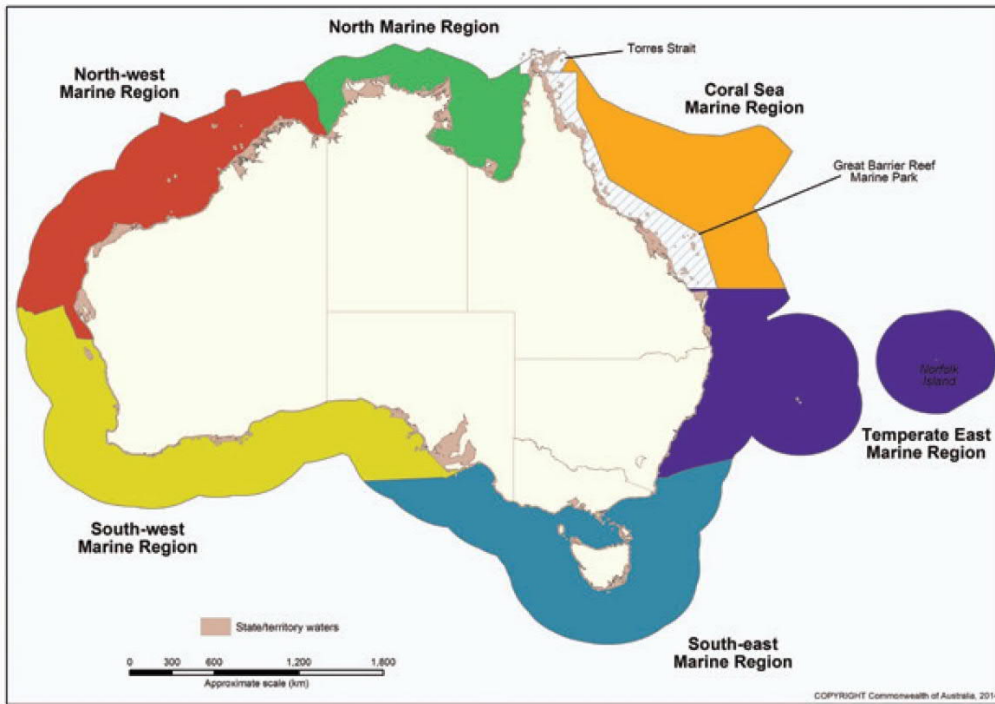 North Marine Region
Torres Strait
North-west
Marine Region
Coral Sea
Marine Region
Great Barrier Reef
Marine Park
Norfolk
Island
Temperate East
Marine Region
South-west
Marine Region
State/territory waters
South-east
Marine Region
0 300 600 1,200 1,800
Approximate scale (km)
COPYRIGHT Commonwealth of Australia,